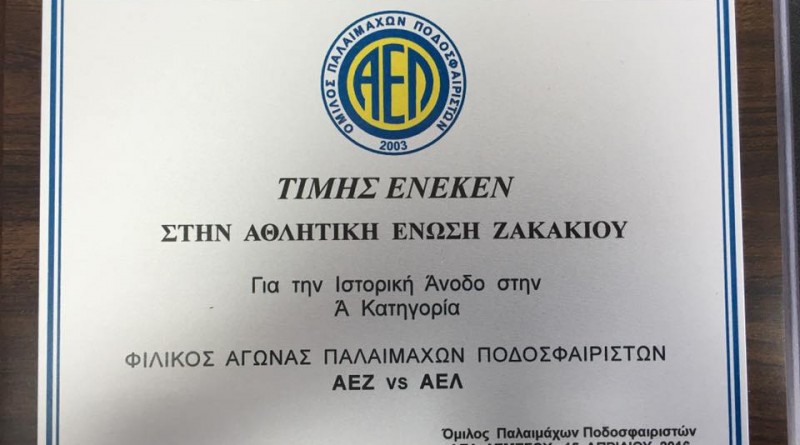 ΟΜΙΛΟΣ ΠΑΛΑΙΜΑΧΩΝ ΠΟΔΟΣΦΑΙΡΙΣΤΩΝ
ΑΕΛ
2003
ΤΙΜΗΣ ΕΝΕΚΕΝ
ΣΤΗΝ ΑΘΛΗΤΙΚΗ ΕΝΩΣΗ ΖΑΚΑΚΙΟΥ
Για την Ιστορική Άνοδο στην
Ά Κατηγορία
ΦΙΛΙΚΟΣ ΑΓΩΝΑΣ ΠΑΛΑΙΜΑΧΩΝ ΠΟΔΟΣΦΑΙΡΙΣΤΩΝ
ΑΕΖ vs ΑΕΛ
Όμιλος Παλαιμάχων Ποδοσφαιριστών